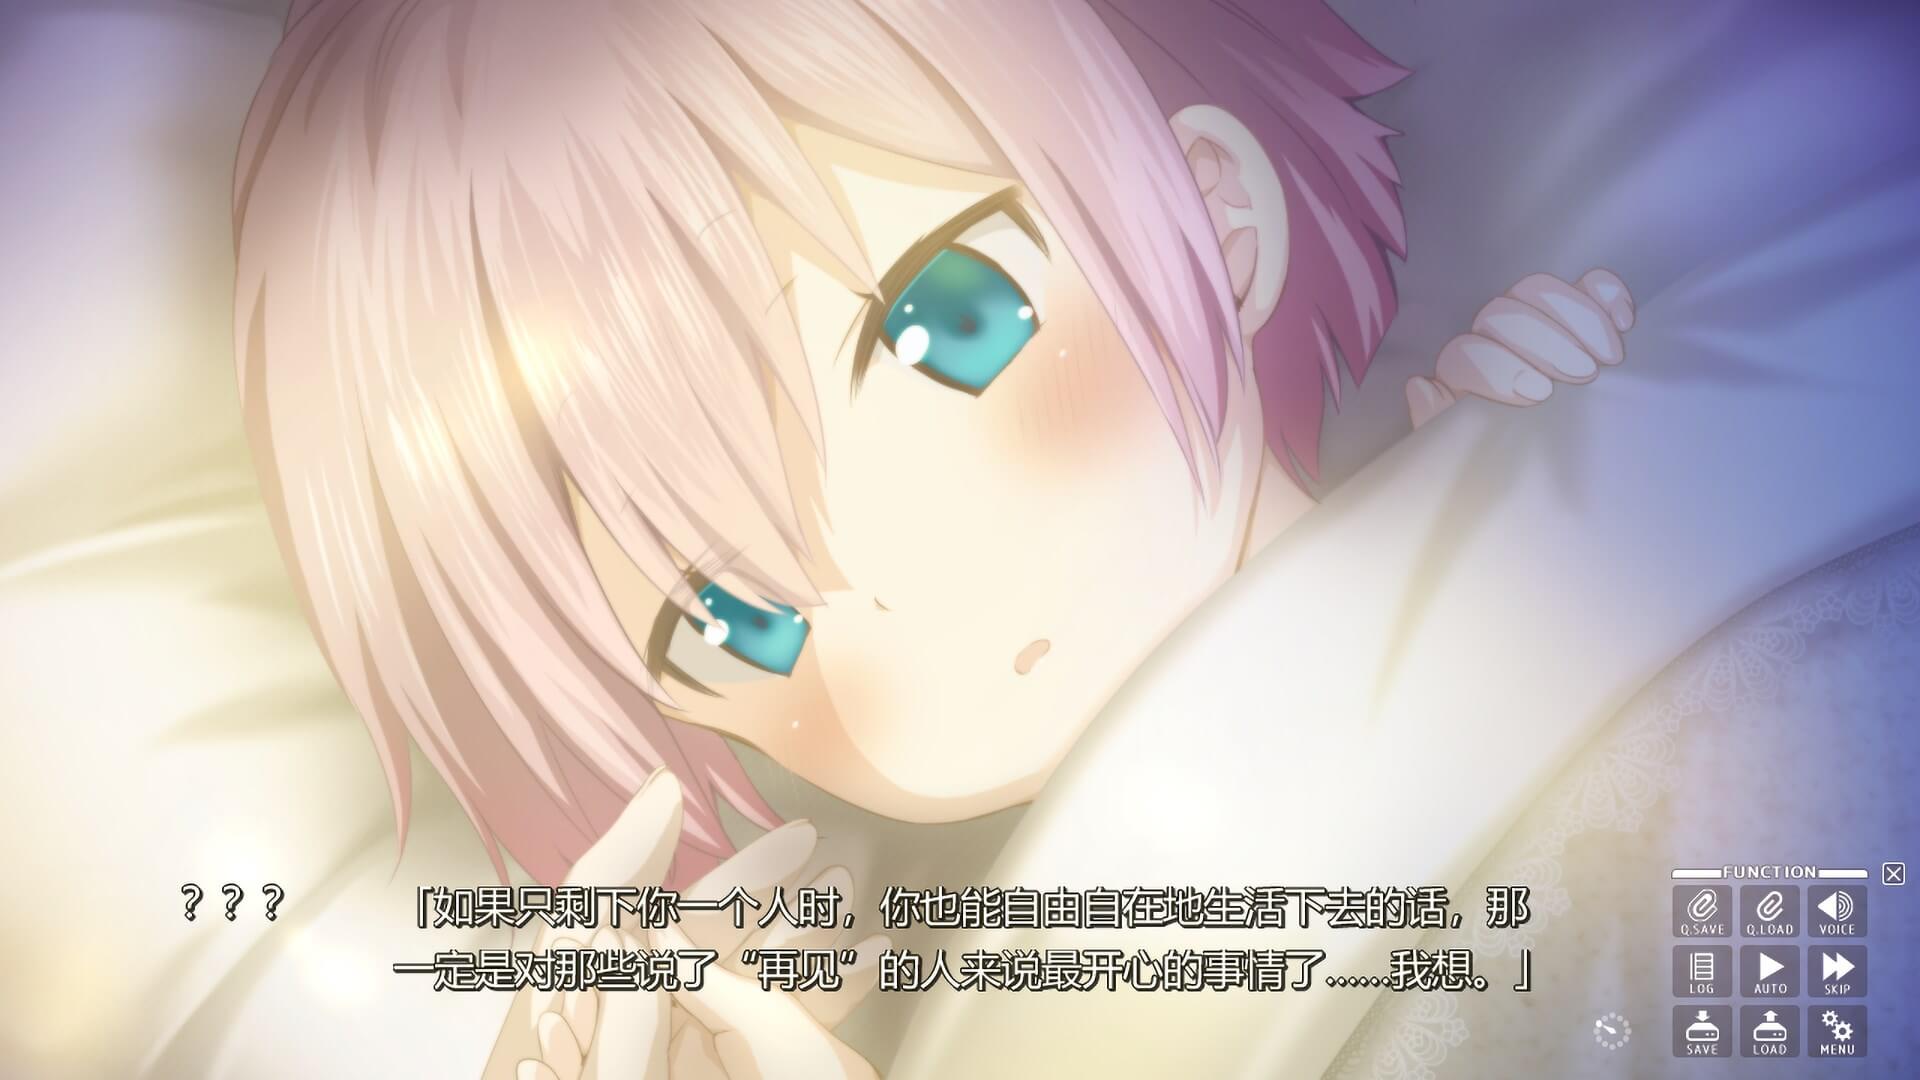 ？？？
「如果只剩下你一个人时，你也能自由自在地生活下去的话，那
一定是对那些说了“再见”的人来说最开心的事情了……我想。」
FUNCTION
Q.SAVE Q.LOAD VOICE
LOG AUTO SKIP
SAVE LOAD MENU